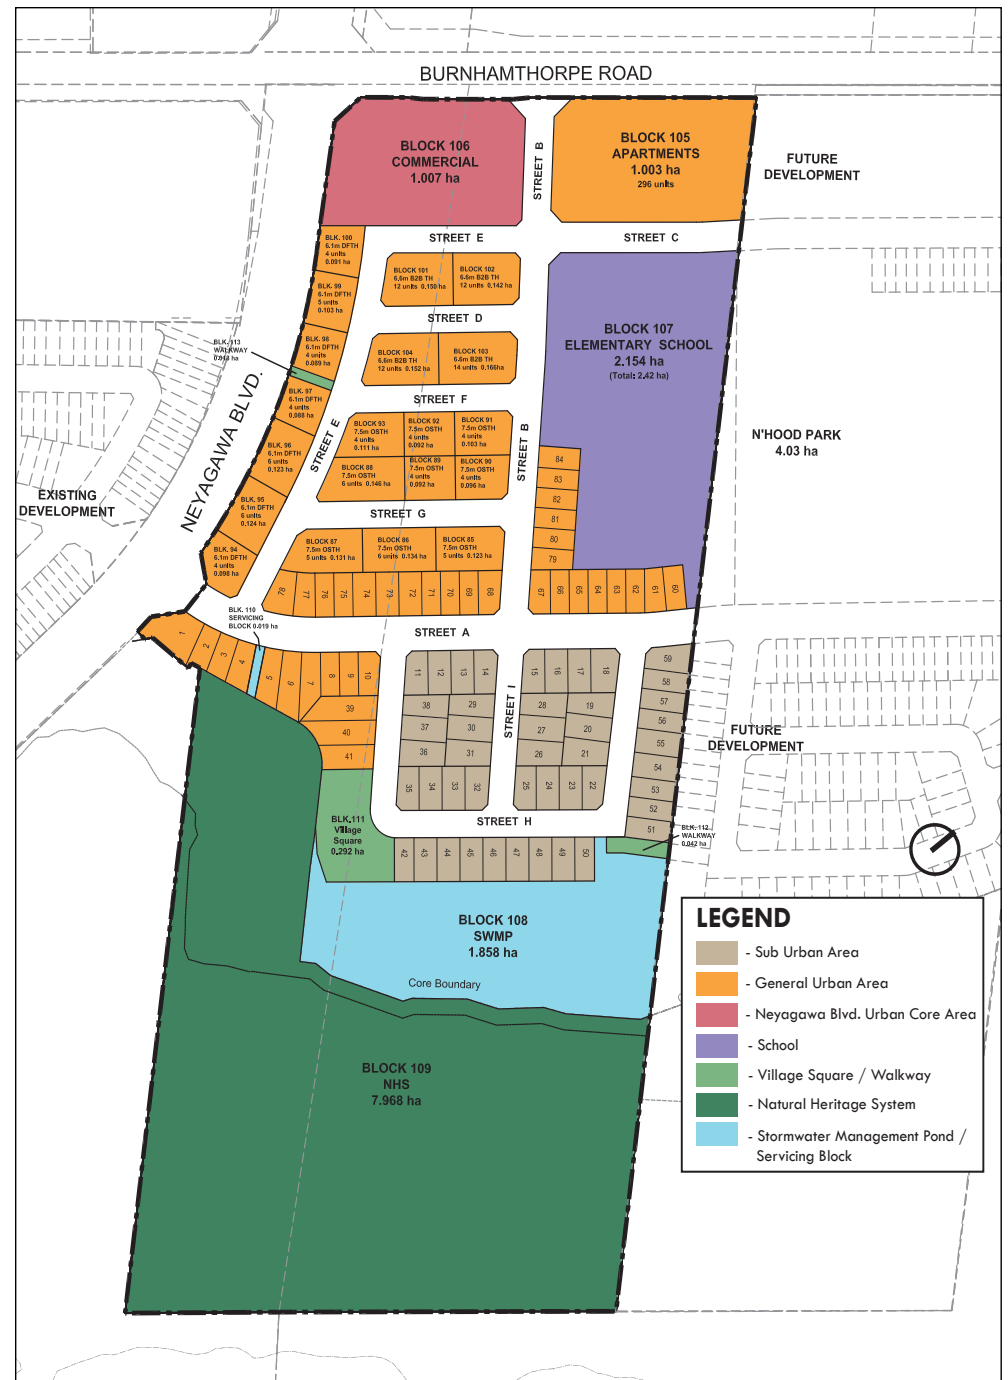 BURNHAMTHORPE ROAD
BLOCK 106
COMMERCIAL
1.007 ha
STREET B
BLOCK 105
APARTMENTS
1.003 ha
296 units
FUTURE
DEVELOPMENT
STREET E
STREET C
BLK. 100
6.1m DFTH
4 units
0.091 ha
BLK. 99
6.1m DFTH
5 units
0.103 ha
BLK. 98
6.1m DFTH
4 units
0.089 ha
BLK. 113
WALKWAY
BLK. 97
6.1m DFTH
4 units
0.088 ha
BLK. 96
6.1m DFTH
6 units
0.123 ha
BLK. 95
6.1m DFTH
6 units
0.124 ha
BLK. 94
6.1m DFTH
4 units
0.098 ha
BLOCK 101
6.6m B2B TH
12 units 0.150 ha
BLOCK 102
6.6m B2B TH
12 units 0.142 ha
STREET D
BLOCK 104
6.6m B2B TH
12 units 0.152 ha
BLOCK 103
6.6m B2B TH
14 units 0.166ha
STREET F
BLOCK 107
ELEMENTARY SCHOOL
2.154 ha
(Total: 2.42 ha)
N'HOOD PARK
4.03 ha
NEYAGAWA BLVD.
STREET E
STREET B
EXISTING
DEVELOPMENT
BLOCK 93
7.5m OSTH
4 units
0.111 ha
BLOCK 92
7.5m OSTH
4 units
0.092 ha
BLOCK 91
7.5m OSTH
4 units
0.103 ha
BLOCK 88
7.5m OSTH
6 units 0.146 ha
BLOCK 89
7.5m OSTH
4 units
0.092 ha
BLOCK 90
7.5m OSTH
4 units
0.096 ha
STREET G
BLOCK 87
7.5m OSTH
5 units 0.131 ha
BLOCK 86
7.5m OSTH
6 units 0.134 ha
BLOCK 85
7.5m OSTH
5 units 0.123 ha
84
83
82
81
80
79
78
77
76
75
74
73
72
71
70
69
68
67
66
65
64
63
62
61
60
BLK. 110
SERVICING
BLOCK 0.019 ha
STREET A
1
2
3
4
5
6
7
8
9
10
39
40
41
11
12
13
14
38
29
37
30
36
31
35
34
33
32
STREET I
15
16
17
18
28
19
27
20
26
21
25
24
23
22
59
58
57
56
55
54
53
52
51
FUTURE
DEVELOPMENT
STREET H
BLK.111
Village
Square
0.292 ha
42
43
44
45
46
47
48
49
50
BLK. 112
WALKWAY
0.042 ha
BLOCK 108
SWMP
1.858 ha
Core Boundary
BLOCK 109
NHS
7.968 ha
LEGEND
- Sub Urban Area
- General Urban Area
- Neyagawa Blvd. Urban Core Area
- School
- Village Square / Walkway
- Natural Heritage System
- Stormwater Management Pond /
Servicing Block